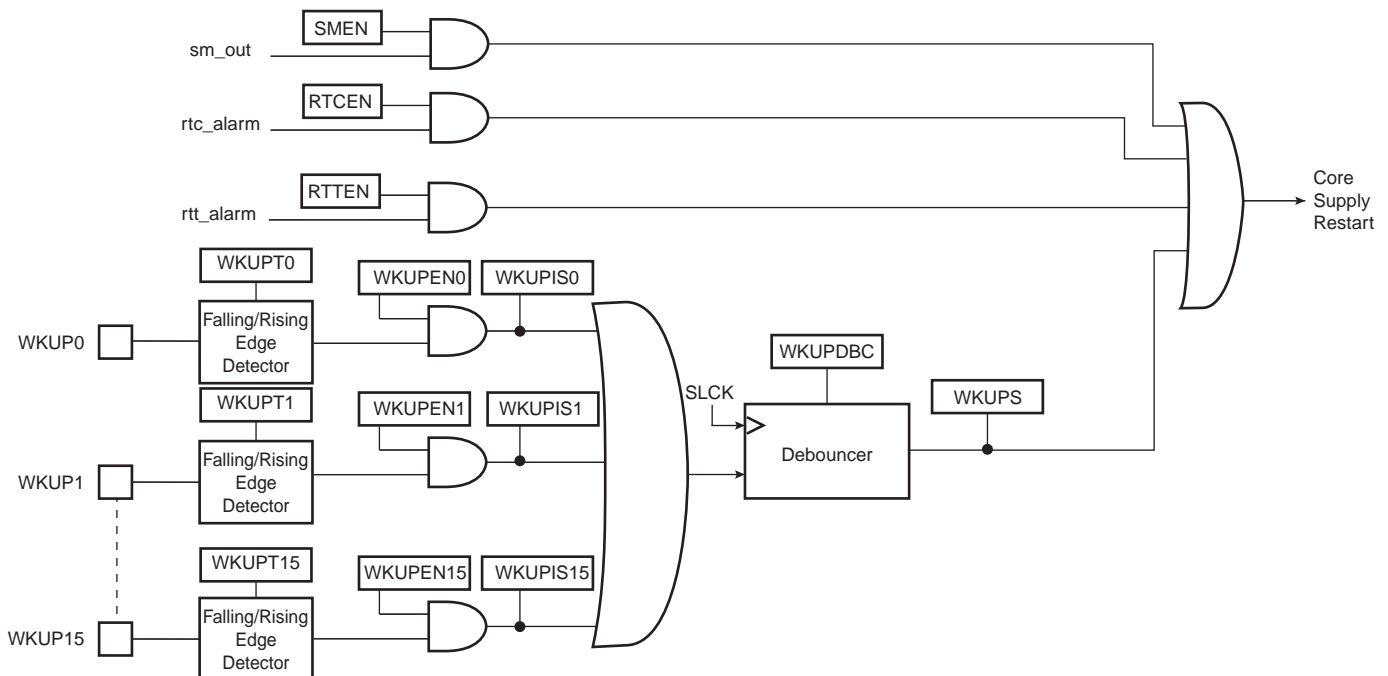 SMEN
sm_out
RTCEN
rtc_alarm
RTTEN
rtt_alarm
Core
Supply
Restart
WKUPT0
WKUPEN0
WKUPIS0
Falling/Rising
Edge
Detector
WKUP0
WKUPDBC
WKUPT1
WKUPEN1
WKUPIS1
SLCK
WKUPS
Falling/Rising
Edge
Detector
Debouncer
WKUP1
WKUPT15
WKUPEN15
WKUPIS15
Falling/Rising
Edge
Detector
WKUP15